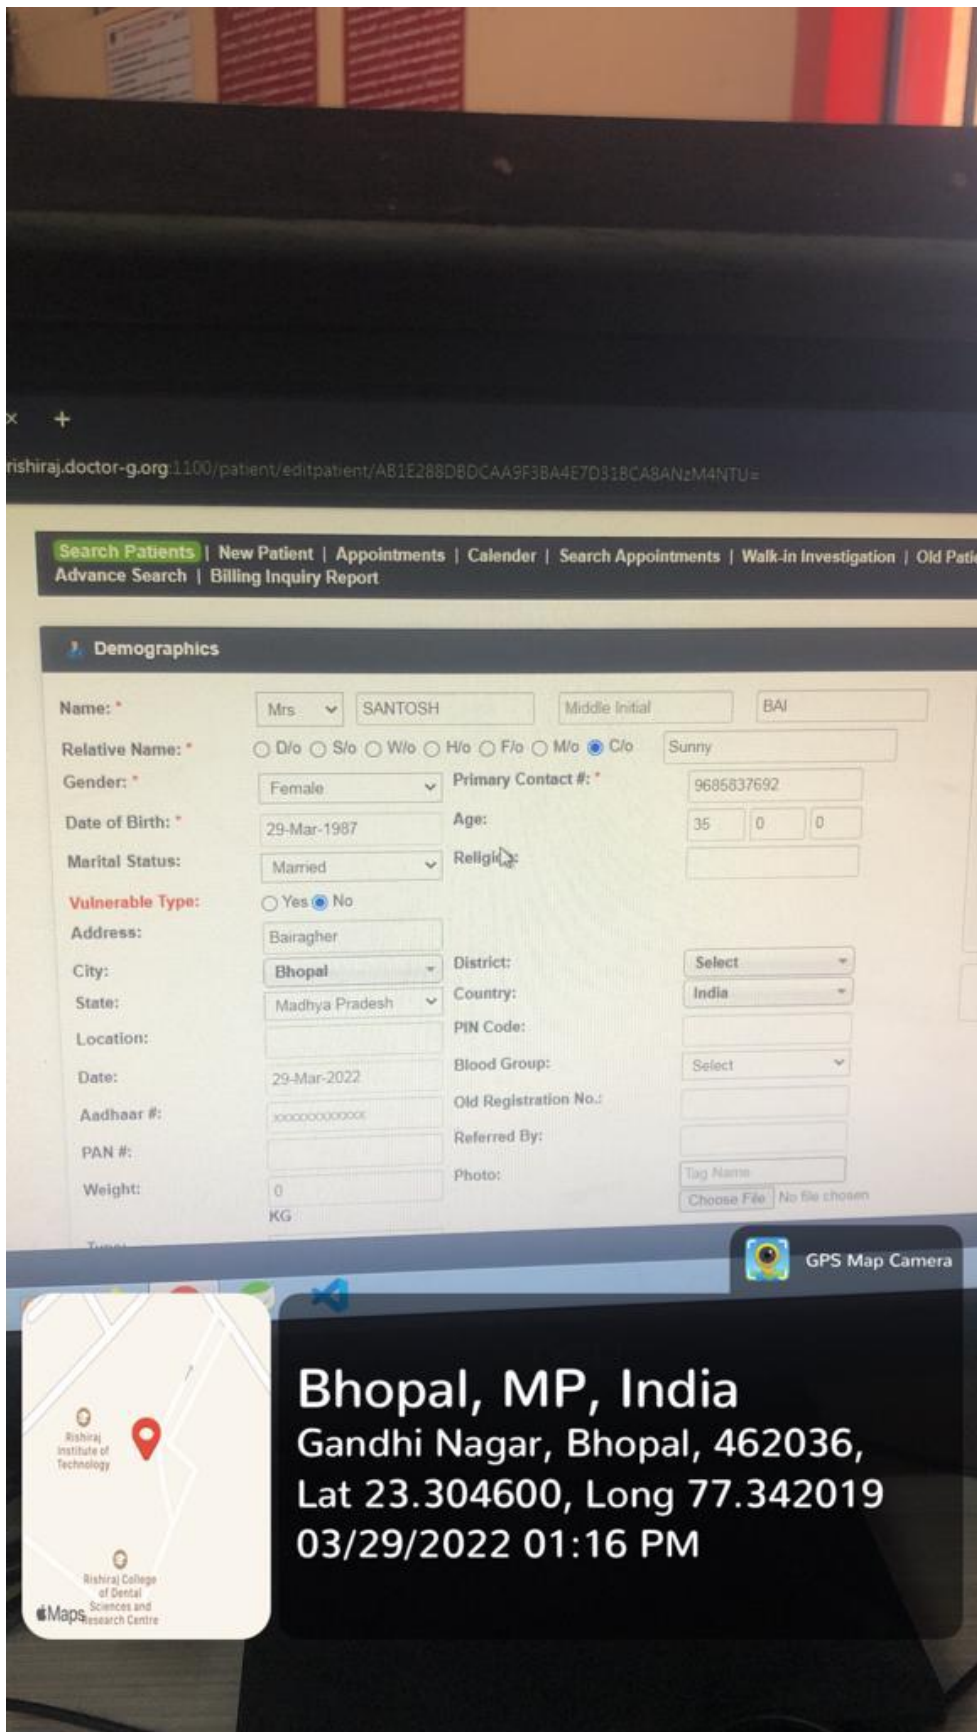 × +
rishiraj.doctor-g.org:1100/patient/editpatient/AB1E288DBDCAA9F3BA4E7D31BCA8ANzM4NTU=
Search Patients | New Patient | Appointments | Calender | Search Appointments | Walk-in Investigation | Old Patie
Advance Search | Billing Inquiry Report
Demographics
Name: * Mrs SANTOSH Middle Initial BAI
Relative Name: * D/o S/o W/o H/o F/o M/o C/o Sunny
Gender: * Female Primary Contact #: * 9685837692
Date of Birth: * 29-Mar-1987 Age: 35 0 0
Marital Status: Married Religi
Vulnerable Type: Yes No
Address: Bairagher
City: Bhopal District: Select
State: Madhya Pradesh Country: India
Location: PIN Code:
Date: 29-Mar-2022 Blood Group: Select
Aadhaar #: xxxxxxxxxxxx Old Registration No.:
PAN #: Referred By:
Weight: 0 Photo: Tag Name
KG Choose File No file chosen
GPS Map Camera
Rishiraj
Institute of
Technology
Rishiraj College
of Dental
Sciences and
Research Centre
Maps
Bhopal, MP, India
Gandhi Nagar, Bhopal, 462036,
Lat 23.304600, Long 77.342019
03/29/2022 01:16 PM